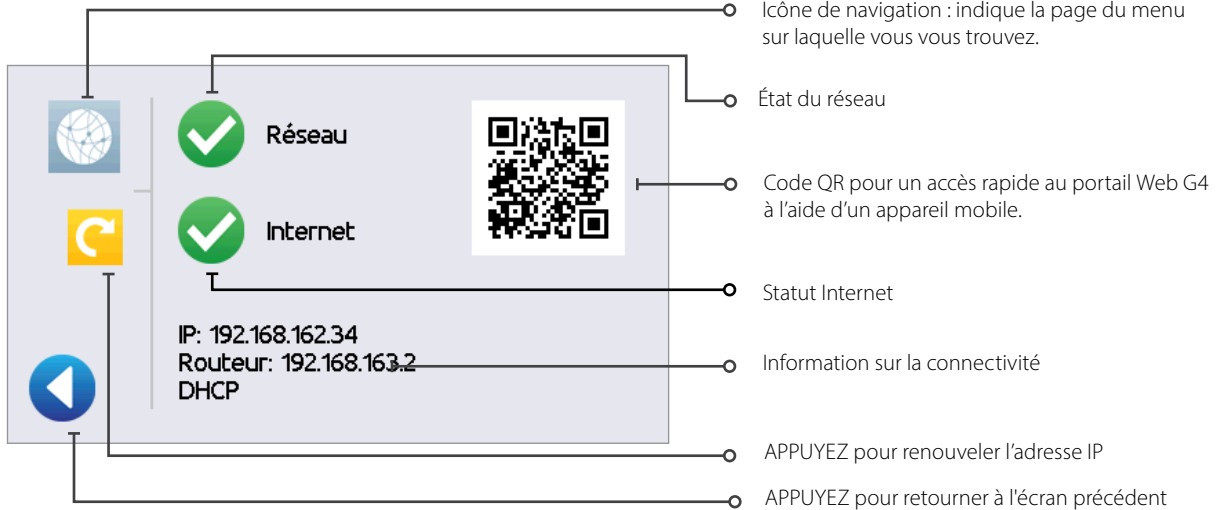 Icône de navigation : indique la page du menu
sur laquelle vous vous trouvez.
État du réseau
Réseau
Code QR pour un accès rapide au portail Web G4
à l’aide d’un appareil mobile.
Internet
Statut Internet
IP: 192.168.162.34
Routeur: 192.168.163.2
DHCP
Information sur la connectivité
APPUYEZ pour renouveler l’adresse IP
APPUYEZ pour retourner à l'écran précédent